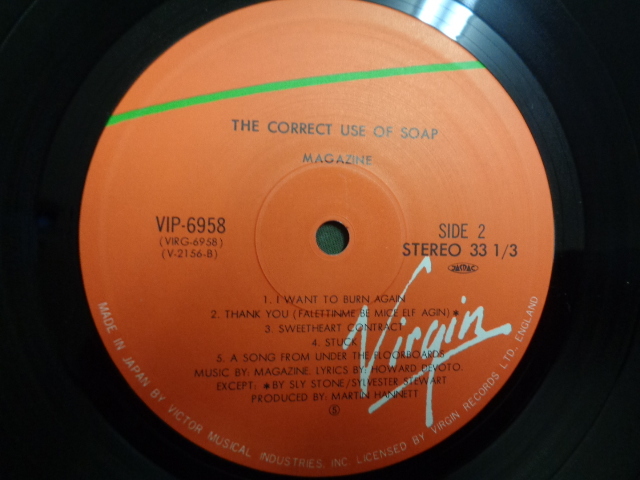 THE CORRECT USE OF SOAP
MAGAZINE
VIP-6958
(VIRG-6958)
(V-2156-B)
SIDE 2
STEREO 33 1/3
JASRAC
1. I WANT TO BURN AGAIN
2. THANK YOU (FALETTINME BE MICE ELF AGIN)*
3. SWEETHEART CONTRACT
4. STUCK
5. A SONG FROM UNDER THE FLOORBOARDS
MUSIC BY: MAGAZINE. LYRICS BY: HOWARD DEVOTO.
EXCEPT: *BY SLY STONE/SYLVESTER STEWART
PRODUCED BY: MARTIN HANNETT
Ⓢ
Virgin
MADE IN JAPAN BY VICTOR MUSICAL INDUSTRIES, INC. LICENSED BY VIRGIN RECORDS LTD. ENGLAND